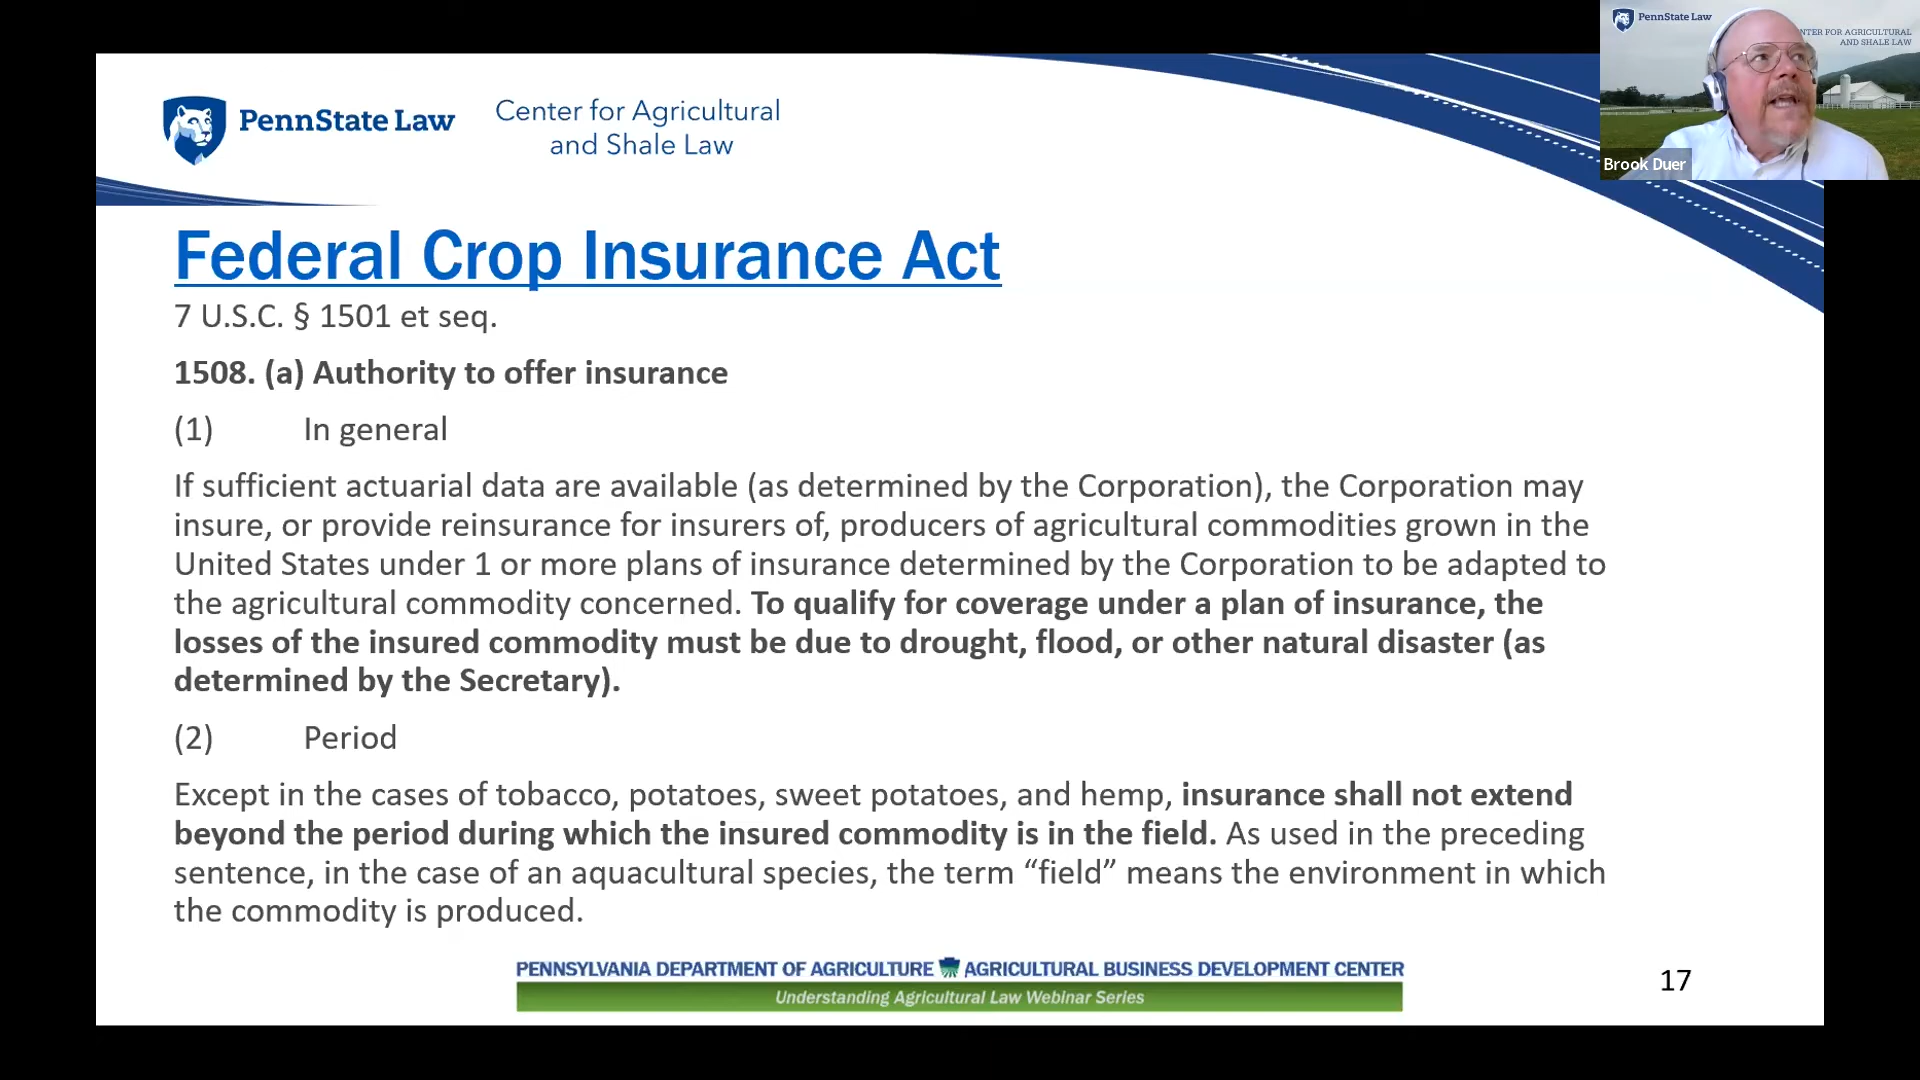 PennState Law
Center for Agricultural
and Shale Law
Federal Crop Insurance Act
7 U.S.C. § 1501 et seq.
1508. (a) Authority to offer insurance
(1) In general
If sufficient actuarial data are available (as determined by the Corporation), the Corporation may
insure, or provide reinsurance for insurers of, producers of agricultural commodities grown in the
United States under 1 or more plans of insurance determined by the Corporation to be adapted to
the agricultural commodity concerned. To qualify for coverage under a plan of insurance, the
losses of the insured commodity must be due to drought, flood, or other natural disaster (as
determined by the Secretary).
(2) Period
Except in the cases of tobacco, potatoes, sweet potatoes, and hemp, insurance shall not extend
beyond the period during which the insured commodity is in the field. As used in the preceding
sentence, in the case of an aquacultural species, the term “field” means the environment in which
the commodity is produced.
PENNSYLVANIA DEPARTMENT OF AGRICULTURE AGRICULTURAL BUSINESS DEVELOPMENT CENTER
Understanding Agricultural Law Webinar Series
17
PennState Law
NTER FOR AGRICULTURAL
AND SHALE LAW
Brook Duer